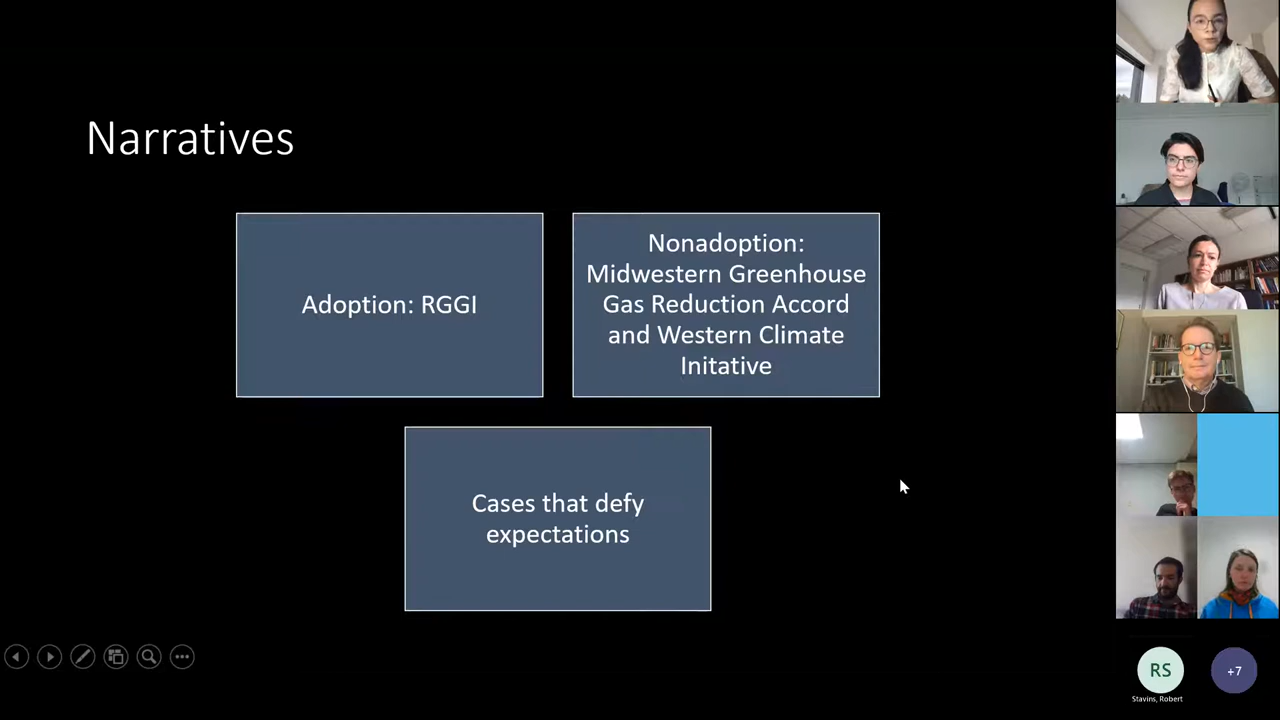 Narratives
Adoption: RGGI
Nonadoption:
Midwestern Greenhouse
Gas Reduction Accord
and Western Climate
Initative
Cases that defy
expectations
RS
Stavins, Robert
+7